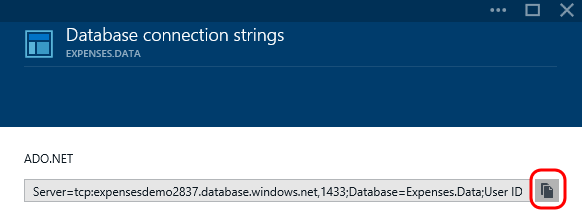 Database connection strings
EXPENSES.DATA
ADO.NET
Server=tcp:expensesdemo2837.database.windows.net,1433;Database=Expenses.Data;User ID